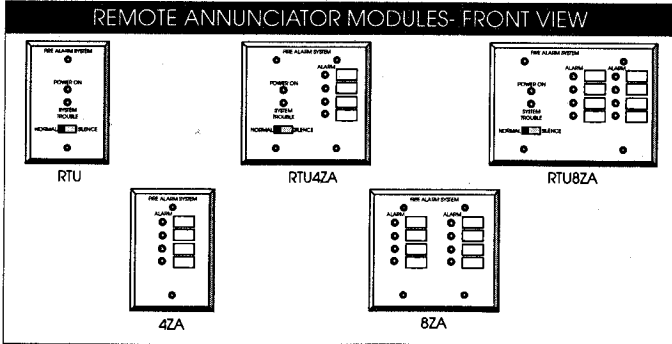 REMOTE ANNUNCIATOR MODULES- FRONT VIEW
FIRE ALARM SYSTEM
POWER ON
SYSTEM
TROUBLE
NORMAL SILENCE
RTU
FIRE ALARM SYSTEM
ALARM
POWER ON
SYSTEM
TROUBLE
NORMAL SILENCE
RTU4ZA
FIRE ALARM SYSTEM
ALARM ALARM
POWER ON
SYSTEM
TROUBLE
NORMAL SILENCE
RTU8ZA
FIRE ALARM SYSTEM
ALARM
4ZA
FIRE ALARM SYSTEM
ALARM ALARM
8ZA